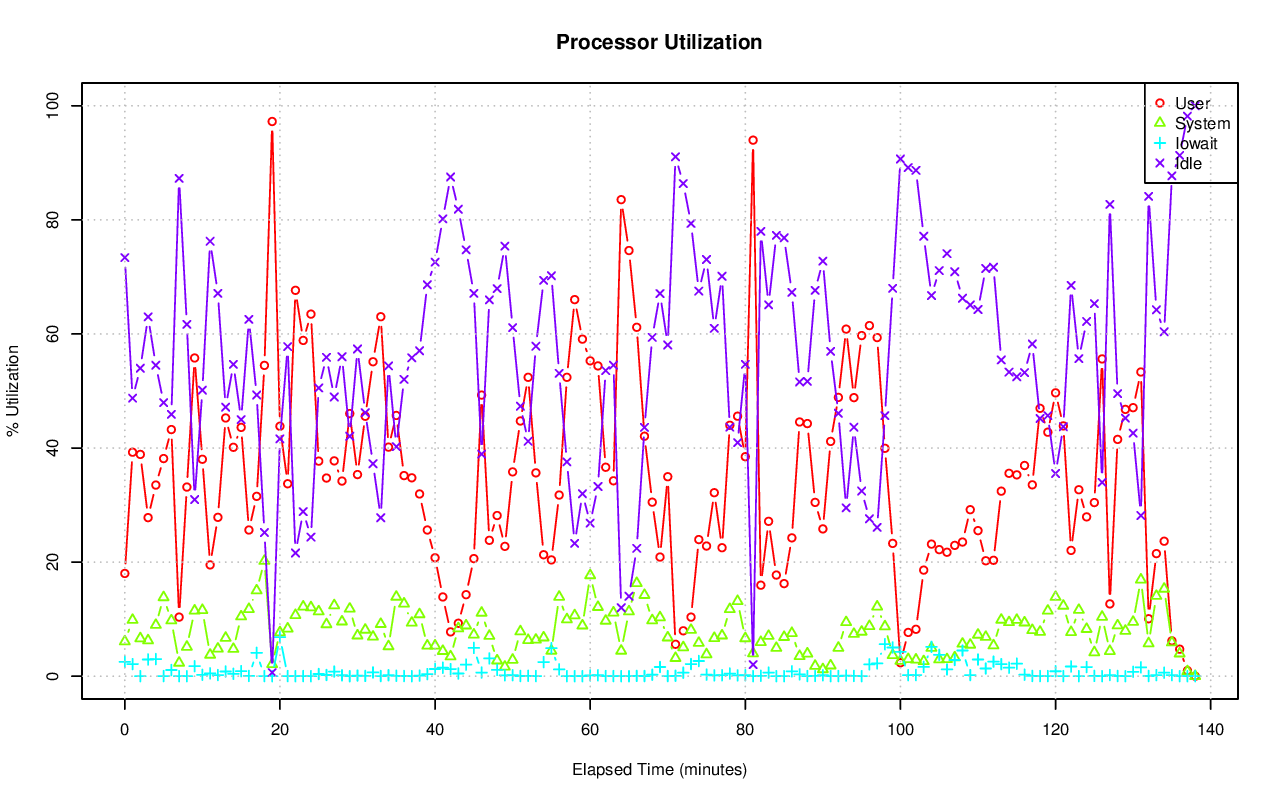 Processor Utilization
% Utilization
100
80
60
40
20
0
User
System
Iowait
Idle
0 20 40 60 80 100 120 140
Elapsed Time (minutes)